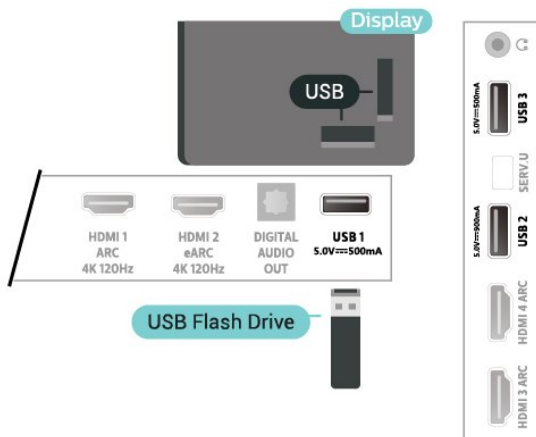 Display
USB
HDMI 1
ARC
4K 120Hz
HDMI 2
eARC
4K 120Hz
DIGITAL
AUDIO
OUT
USB 1
5.0V⎓500mA
USB Flash Drive
5.0V⎓500mA
USB 3
SERV.U
5.0V⎓900mA
USB 2
HDMI 4 ARC
HDMI 3 ARC